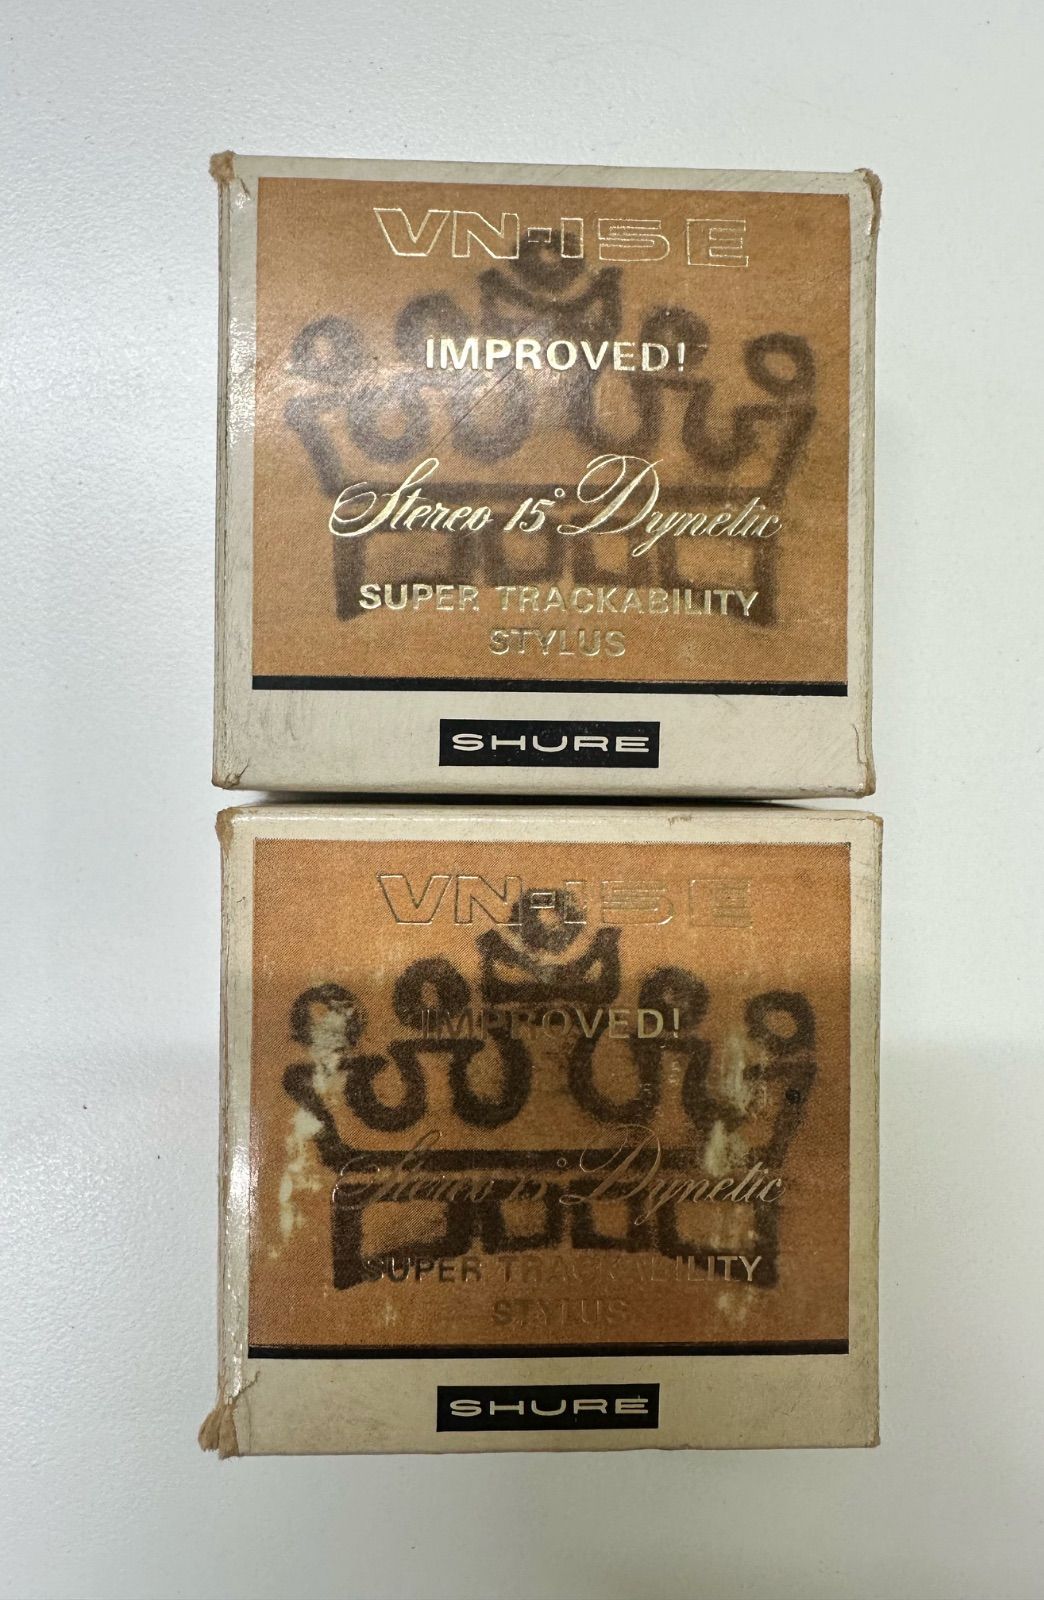 VN-15E
IMPROVED!
Stereo 15° Dynetic
SUPER TRACKABILITY
STYLUS
SHURE
VN-15E
IMPROVED!
Stereo 15° Dynetic
SUPER TRACKABILITY
STYLUS
SHURE